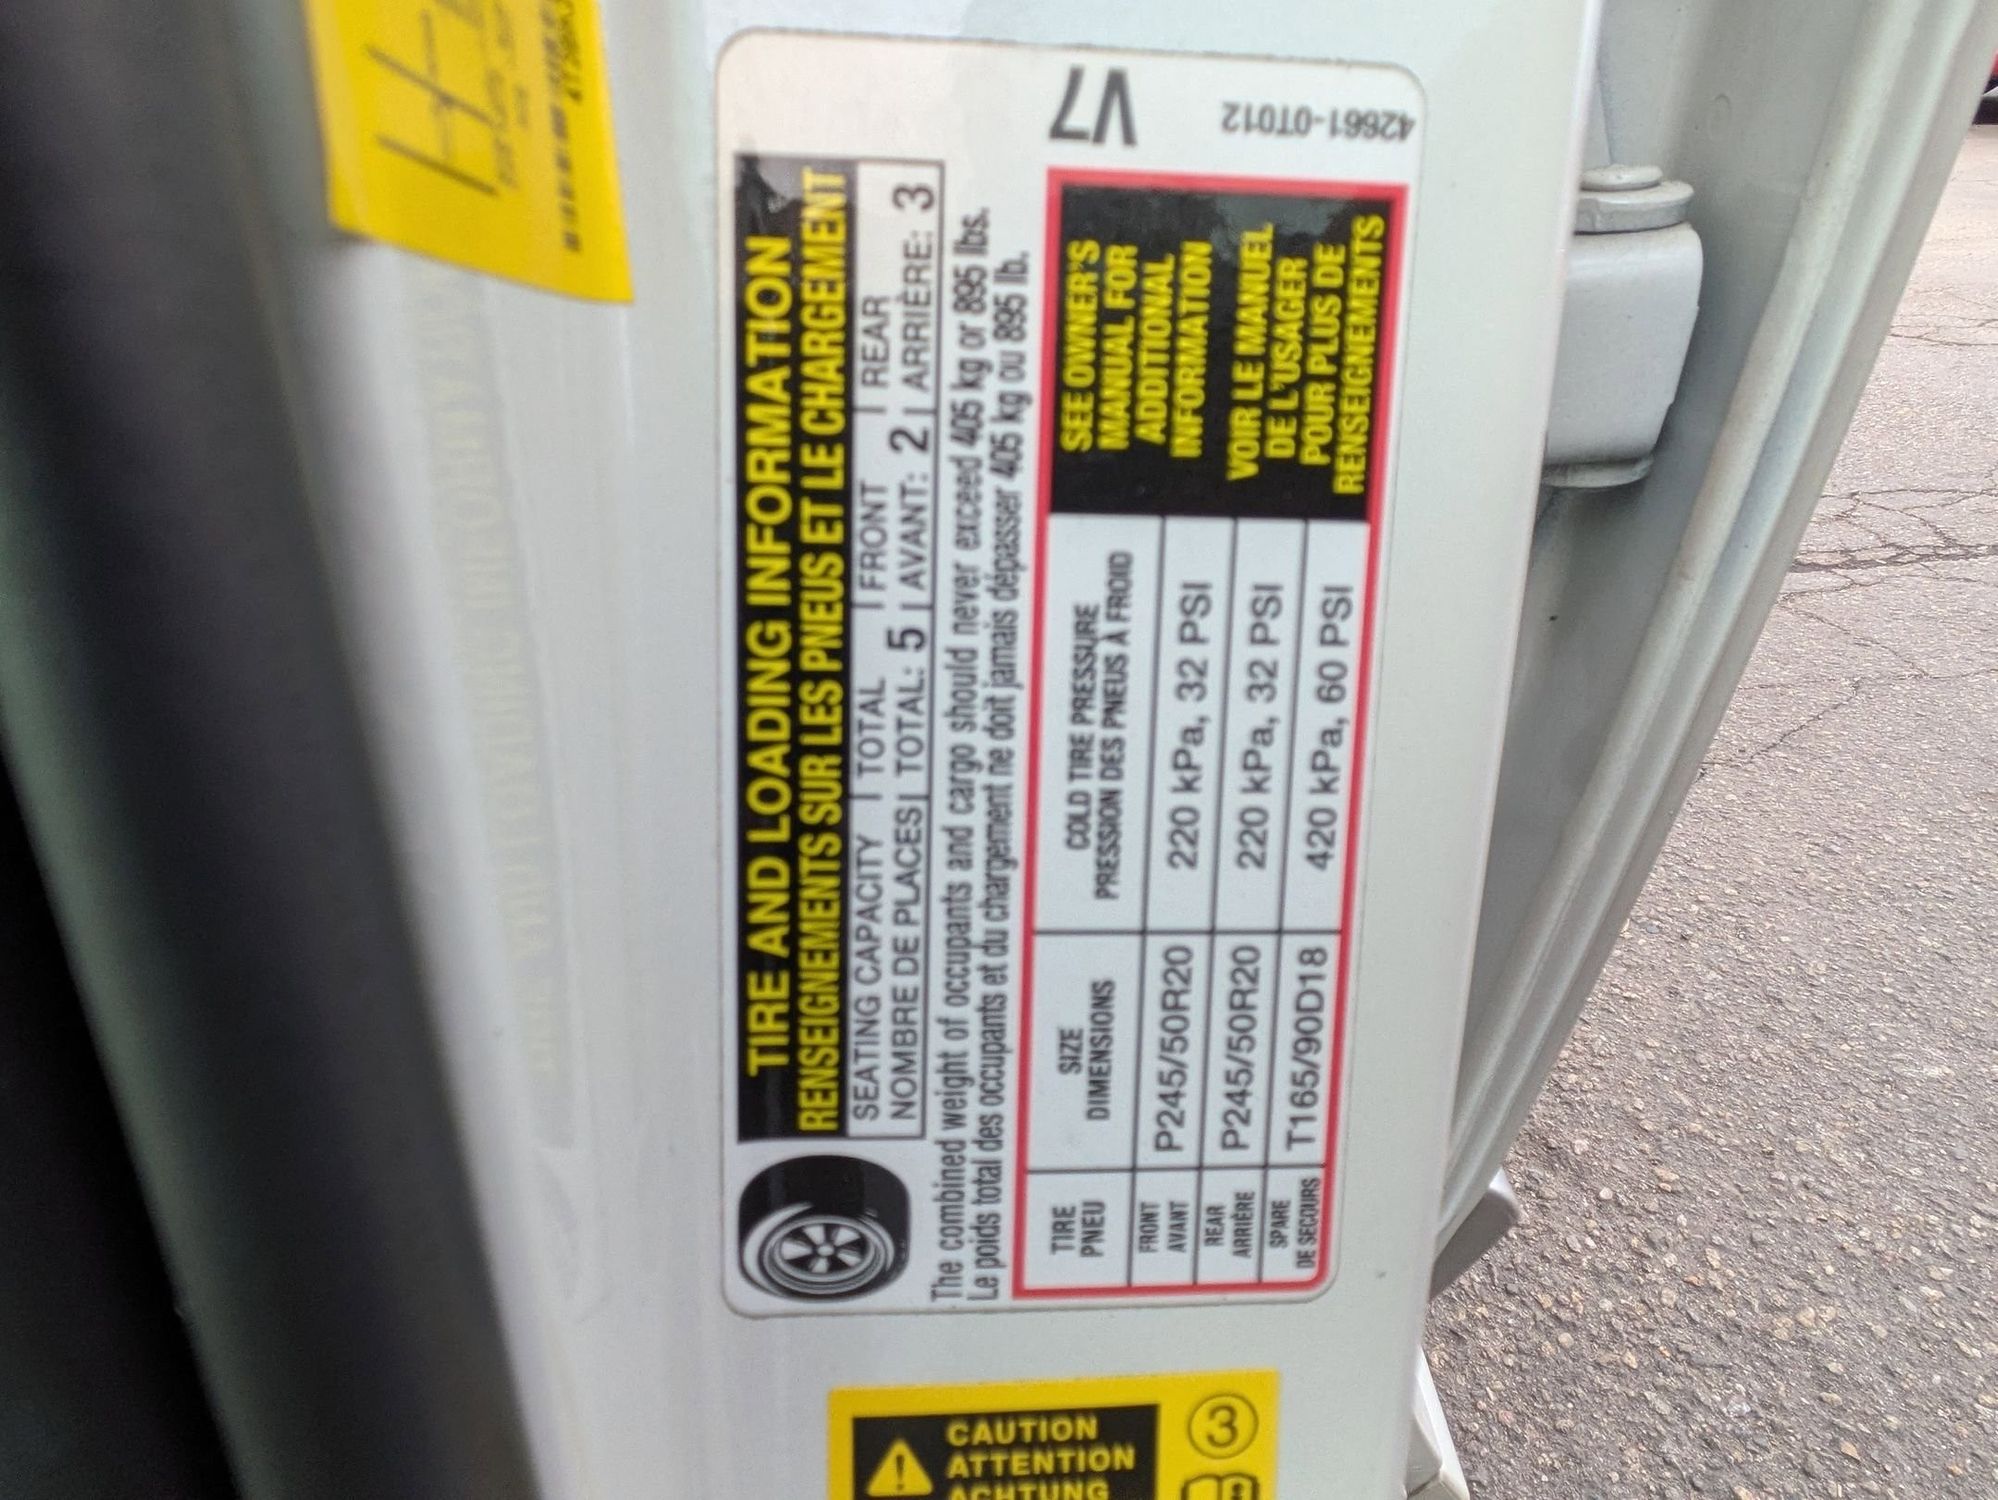 TIRE AND LOADING INFORMATION
RENSEIGNEMENTS SUR LES PNEUS ET LE CHARGEMENT
SEATING CAPACITY | TOTAL | FRONT | REAR
NOMBRE DE PLACES | TOTAL: 5 | AVANT: 2 | ARRIÈRE: 3
The combined weight of occupants and cargo should never exceed 405 kg or 895 lbs.
Le poids total des occupants et du chargement ne doit jamais dépasser 405 kg ou 895 lb.
TIRE
PNEU
SIZE
DIMENSIONS
COLD TIRE PRESSURE
PRESSION DES PNEUS À FROID
FRONT
AVANT
P245/50R20
220 kPa, 32 PSI
REAR
ARRIÈRE
P245/50R20
220 kPa, 32 PSI
SPARE
DE SECOURS
T165/90D18
420 kPa, 60 PSI
SEE OWNER'S
MANUAL FOR
ADDITIONAL
INFORMATION
VOIR LE MANUEL
DE L'USAGER
POUR PLUS DE
RENSEIGNEMENTS
V7
42661-0T012
CAUTION
ATTENTION
ACHTUNG
3